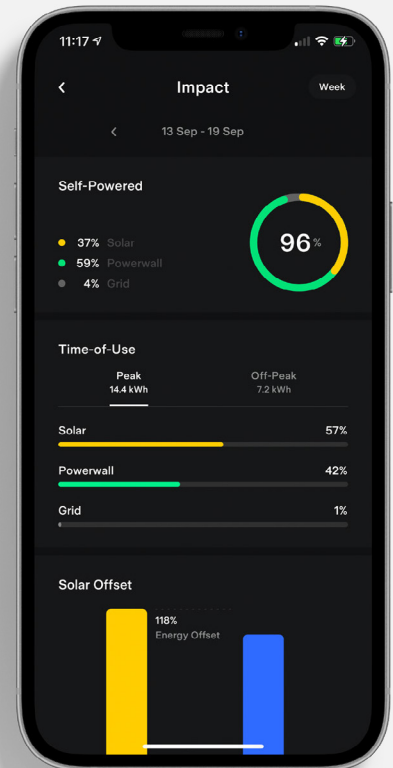 11:17
Impact
Week
13 Sep - 19 Sep
Self-Powered
37% Solar
59% Powerwall
4% Grid
96%
Time-of-Use
Peak
14.4 kWh
Off-Peak
7.2 kWh
Solar 57%
Powerwall 42%
Grid 1%
Solar Offset
118%
Energy Offset